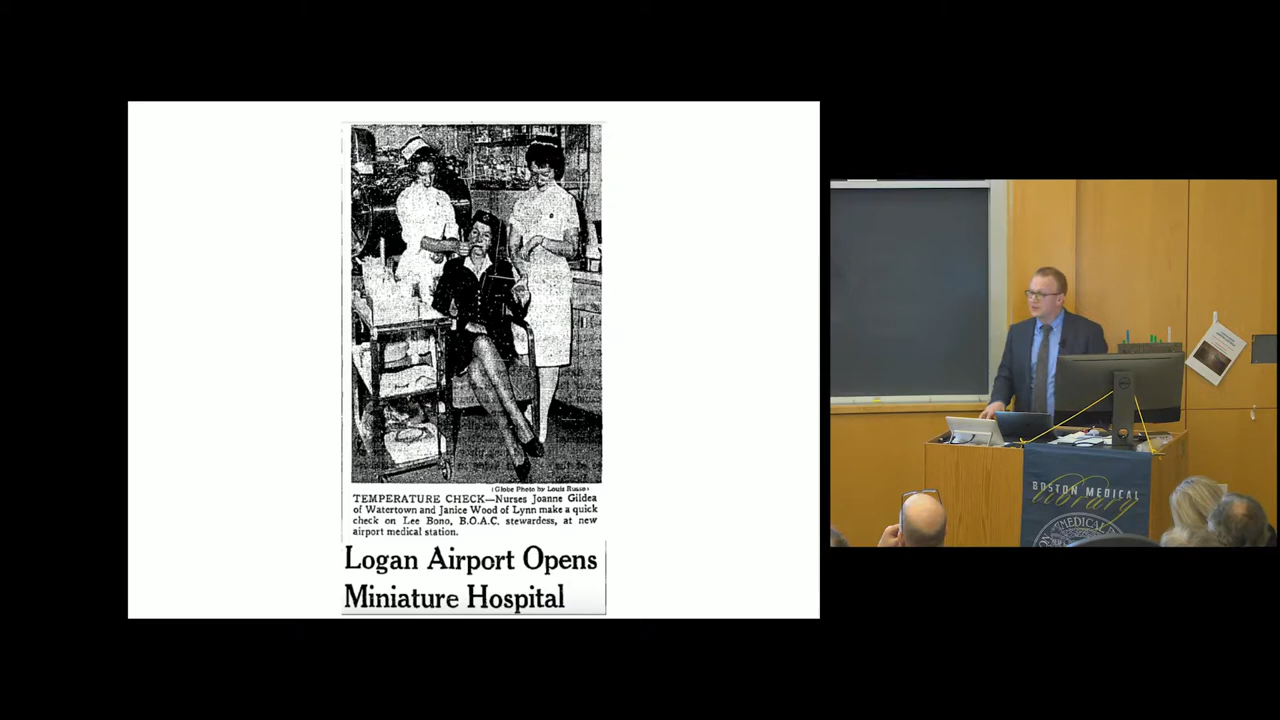 (Globe Photo by Louis Russo)
TEMPERATURE CHECK—Nurses Joanne Gildea
of Watertown and Janice Wood of Lynn make a quick
check on Lee Bono, B.O.A.C. stewardess, at new
airport medical station.
Logan Airport Opens
Miniature Hospital
BOSTON MEDICAL
library
MEDICAL